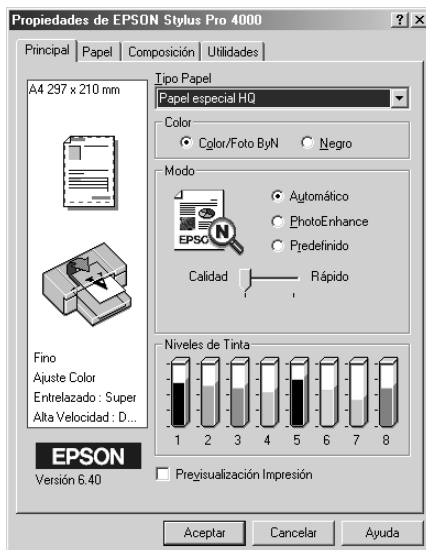 Propiedades de EPSON Stylus Pro 4000
Principal
Papel
Composición
Utilidades
A4 297 x 210 mm
Tipo Papel
Papel especial HQ
Color
Color/Foto ByN
Negro
Modo
EPSO
N
Automático
PhotoEnhance
Predefinido
Calidad
Rápido
Fino
Ajuste Color
Entrelazado : Super
Alta Velocidad : D...
Niveles de Tinta
1 2 3 4 5 6 7 8
EPSON
Versión 6.40
Previsualización Impresión
Aceptar
Cancelar
Ayuda